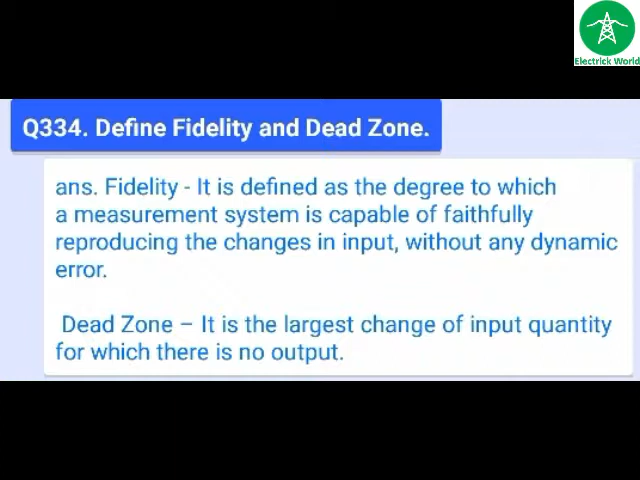 Electrick World
Q334. Define Fidelity and Dead Zone.
ans. Fidelity - It is defined as the degree to which
a measurement system is capable of faithfully
reproducing the changes in input, without any dynamic
error.
Dead Zone – It is the largest change of input quantity
for which there is no output.